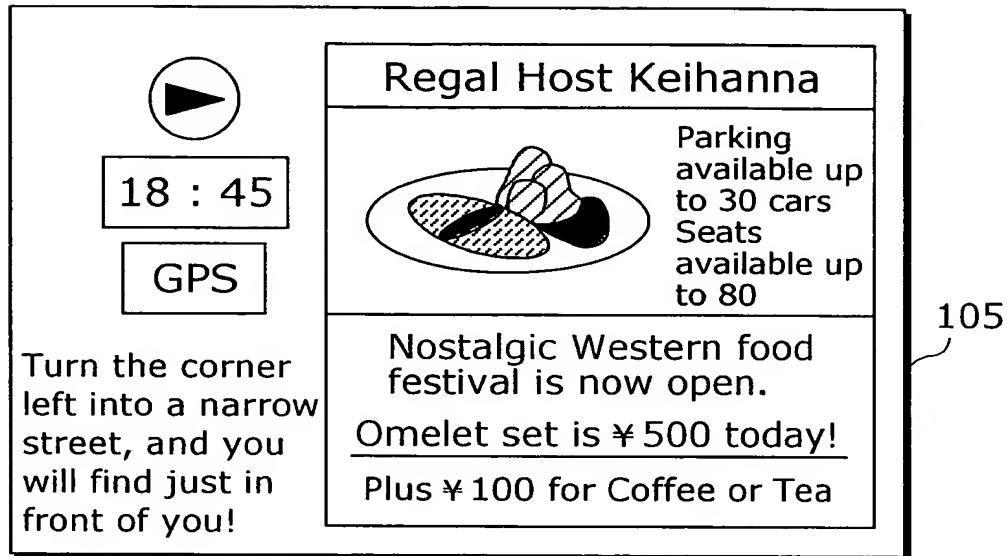 18 : 45
GPS
Turn the corner
left into a narrow
street, and you
will find just in
front of you!
Regal Host Keihanna
Parking
available up
to 30 cars
Seats
available up
to 80
Nostalgic Western food
festival is now open.
Omelet set is ¥500 today!
Plus ¥100 for Coffee or Tea
105